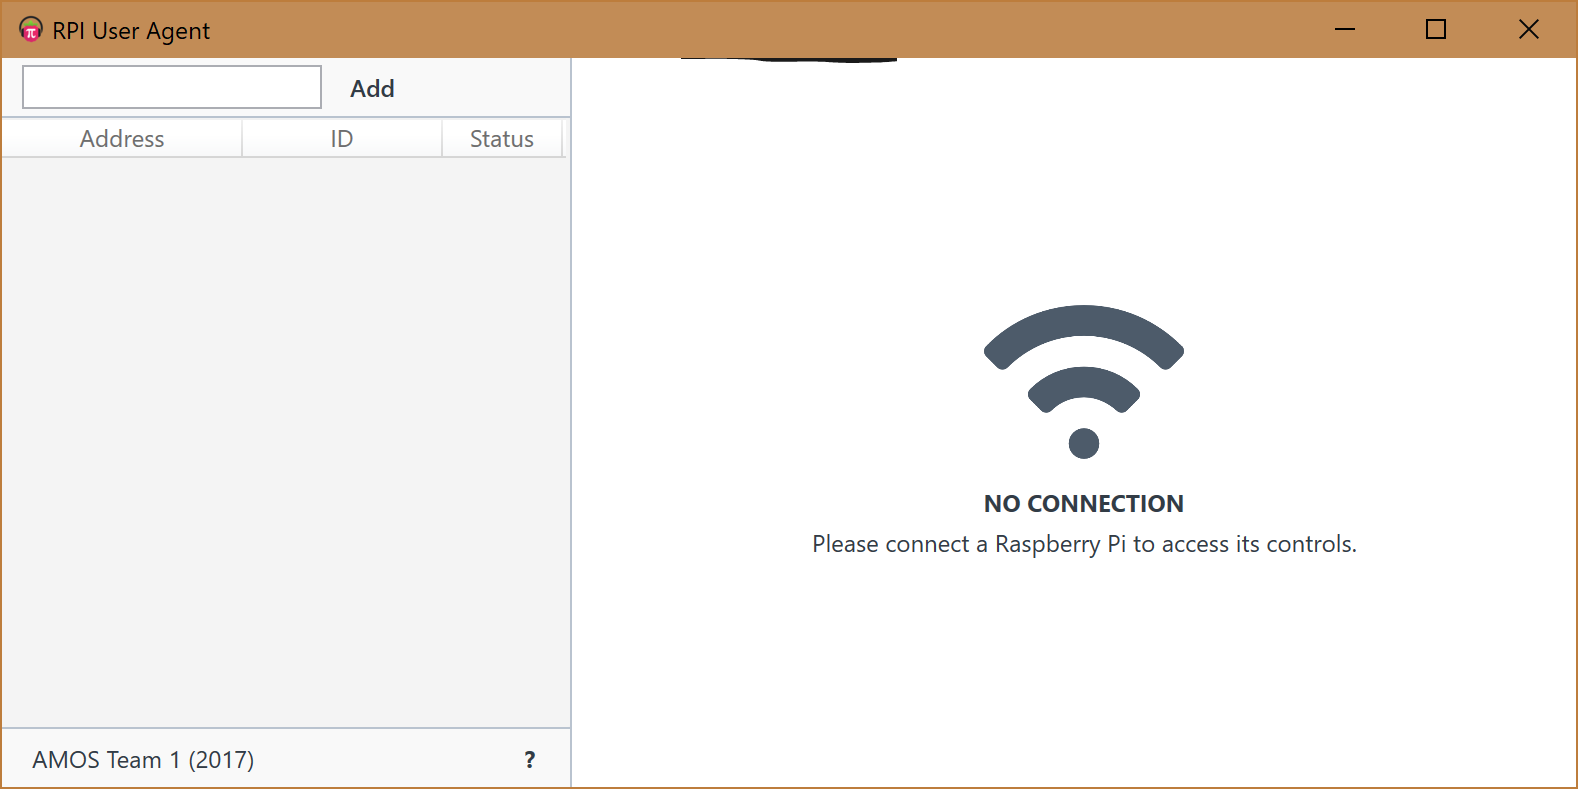 RPI User Agent
Add
Address ID Status
NO CONNECTION
Please connect a Raspberry Pi to access its controls.
AMOS Team 1 (2017) ?